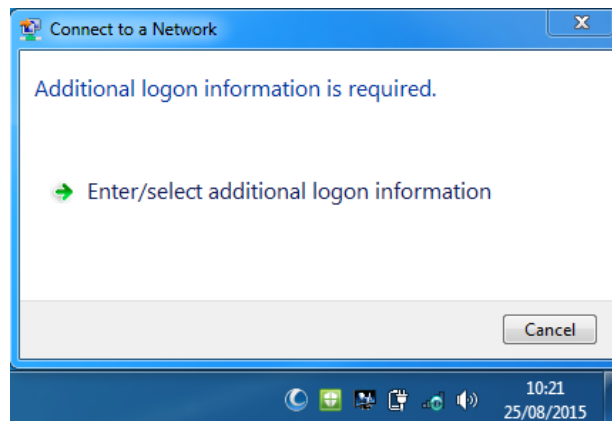 Connect to a Network
Additional logon information is required.
Enter/select additional logon information
Cancel
10:21
25/08/2015